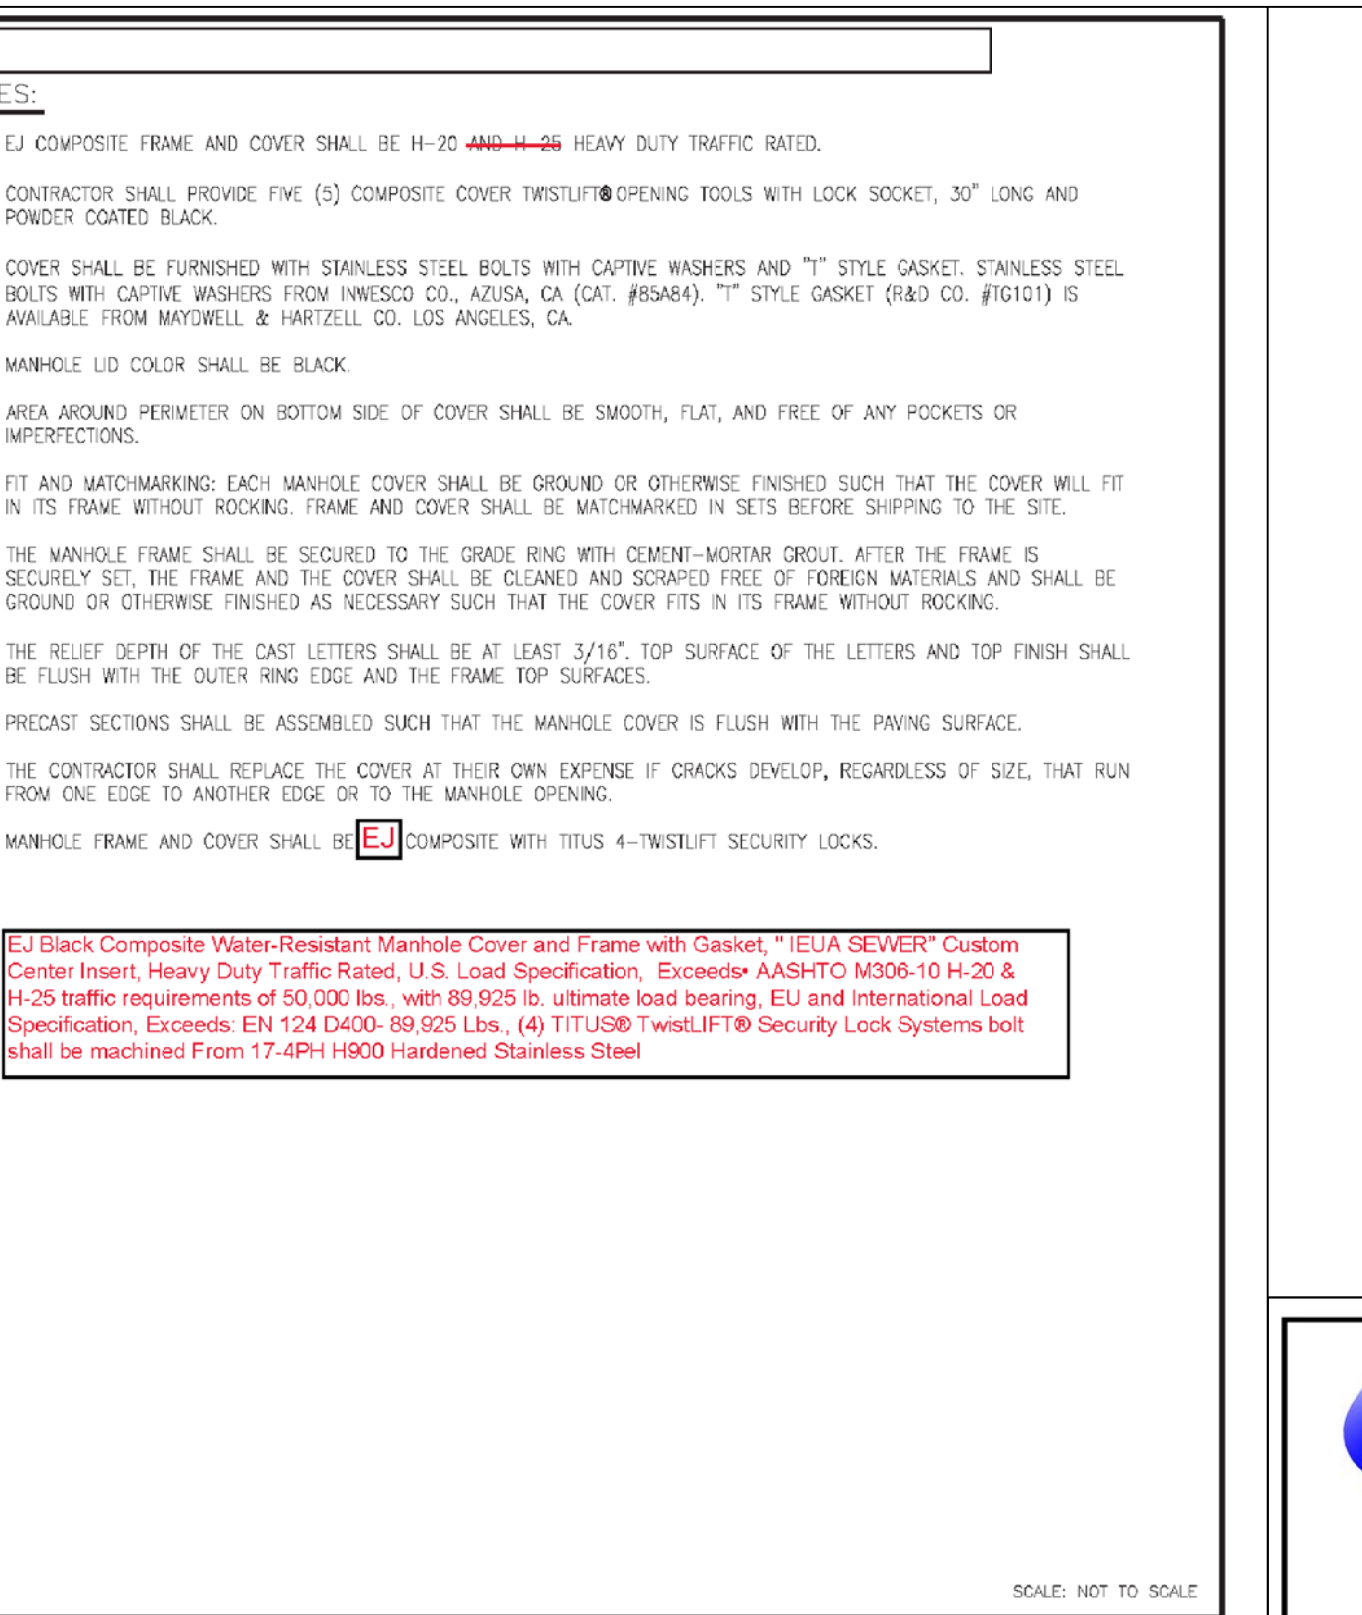 ES:
EJ COMPOSITE FRAME AND COVER SHALL BE H-20 AND H-25 HEAVY DUTY TRAFFIC RATED.
CONTRACTOR SHALL PROVIDE FIVE (5) COMPOSITE COVER TWISTLIFT® OPENING TOOLS WITH LOCK SOCKET, 30" LONG AND
POWDER COATED BLACK.
COVER SHALL BE FURNISHED WITH STAINLESS STEEL BOLTS WITH CAPTIVE WASHERS AND "T" STYLE GASKET. STAINLESS STEEL
BOLTS WITH CAPTIVE WASHERS FROM INWESCO CO., AZUSA, CA (CAT. #85A84). "T" STYLE GASKET (R&D CO. #TG101) IS
AVAILABLE FROM MAYDWELL & HARTZELL CO. LOS ANGELES, CA.
MANHOLE LID COLOR SHALL BE BLACK.
AREA AROUND PERIMETER ON BOTTOM SIDE OF COVER SHALL BE SMOOTH, FLAT, AND FREE OF ANY POCKETS OR
IMPERFECTIONS.
FIT AND MATCHMARKING: EACH MANHOLE COVER SHALL BE GROUND OR OTHERWISE FINISHED SUCH THAT THE COVER WILL FIT
IN ITS FRAME WITHOUT ROCKING. FRAME AND COVER SHALL BE MATCHMARKED IN SETS BEFORE SHIPPING TO THE SITE.
THE MANHOLE FRAME SHALL BE SECURED TO THE GRADE RING WITH CEMENT-MORTAR GROUT. AFTER THE FRAME IS
SECURELY SET, THE FRAME AND THE COVER SHALL BE CLEANED AND SCRAPED FREE OF FOREIGN MATERIALS AND SHALL BE
GROUND OR OTHERWISE FINISHED AS NECESSARY SUCH THAT THE COVER FITS IN ITS FRAME WITHOUT ROCKING.
THE RELIEF DEPTH OF THE CAST LETTERS SHALL BE AT LEAST 3/16". TOP SURFACE OF THE LETTERS AND TOP FINISH SHALL
BE FLUSH WITH THE OUTER RING EDGE AND THE FRAME TOP SURFACES.
PRECAST SECTIONS SHALL BE ASSEMBLED SUCH THAT THE MANHOLE COVER IS FLUSH WITH THE PAVING SURFACE.
THE CONTRACTOR SHALL REPLACE THE COVER AT THEIR OWN EXPENSE IF CRACKS DEVELOP, REGARDLESS OF SIZE, THAT RUN
FROM ONE EDGE TO ANOTHER EDGE OR TO THE MANHOLE OPENING.
MANHOLE FRAME AND COVER SHALL BE EJ COMPOSITE WITH TITUS 4-TWISTLIFT SECURITY LOCKS.
EJ Black Composite Water-Resistant Manhole Cover and Frame with Gasket, " IEUA SEWER" Custom
Center Insert, Heavy Duty Traffic Rated, U.S. Load Specification, Exceeds• AASHTO M306-10 H-20 &
H-25 traffic requirements of 50,000 lbs., with 89,925 lb. ultimate load bearing, EU and International Load
Specification, Exceeds: EN 124 D400- 89,925 Lbs., (4) TITUS® TwistLIFT® Security Lock Systems bolt
shall be machined From 17-4PH H900 Hardened Stainless Steel
SCALE: NOT TO SCALE